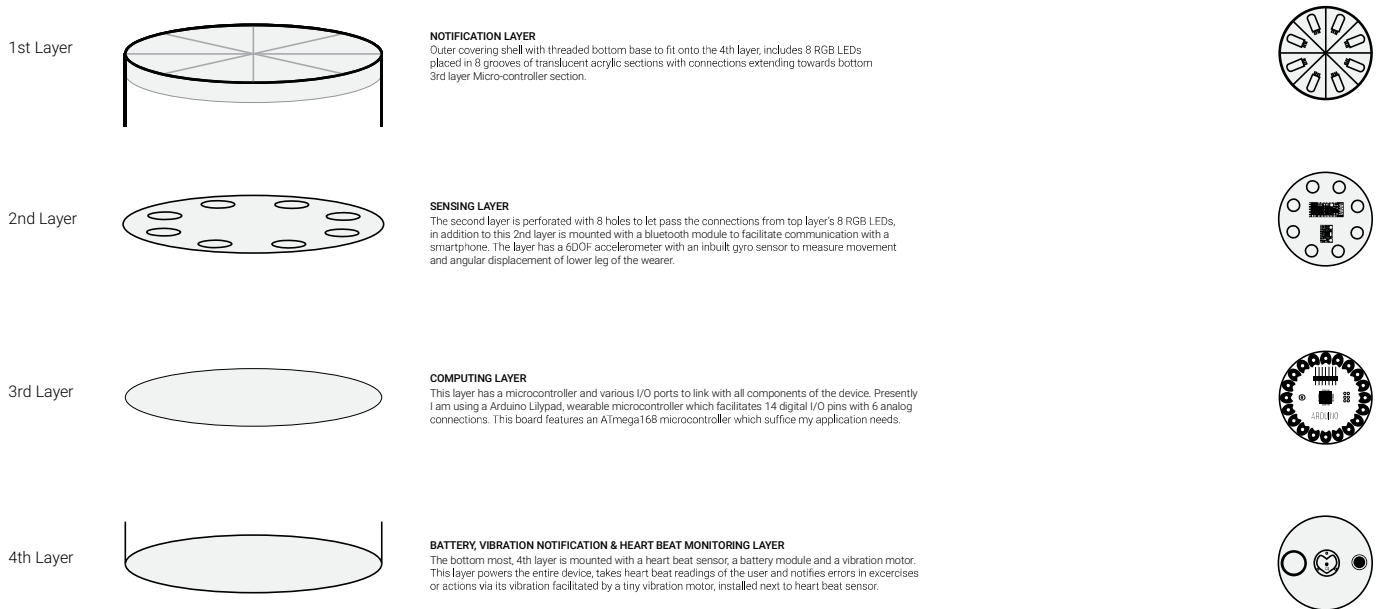 1st Layer
NOTIFICATION LAYER
Outer covering shell with threaded bottom base to fit onto the 4th layer, includes 8 RGB LEDs
placed in 8 grooves of translucent acrylic sections with connections extending towards bottom
3rd layer Micro-controller section.
2nd Layer
SENSING LAYER
The second layer is perforated with 8 holes to let pass the connections from top layer's 8 RGB LEDs,
in addition to this 2nd layer is mounted with a bluetooth module to facilitate communication with a
smartphone. The layer has a 6DOF accelerometer with an inbuilt gyro sensor to measure movement
and angular displacement of lower leg of the wearer.
3rd Layer
COMPUTING LAYER
This layer has a microcontroller and various I/O ports to link with all components of the device. Presently
I am using a Arduino Lilypad, wearable microcontroller which facilitates 14 digital I/O pins with 6 analog
connections. This board features an ATmega168 microcontroller which suffice my application needs.
ARDUINO
4th Layer
BATTERY, VIBRATION NOTIFICATION & HEART BEAT MONITORING LAYER
The bottom most, 4th layer is mounted with a heart beat sensor, a battery module and a vibration motor.
This layer powers the entire device, takes heart beat readings of the user and notifies errors in excercises
or actions via its vibration facilitated by a tiny vibration motor, installed next to heart beat sensor.